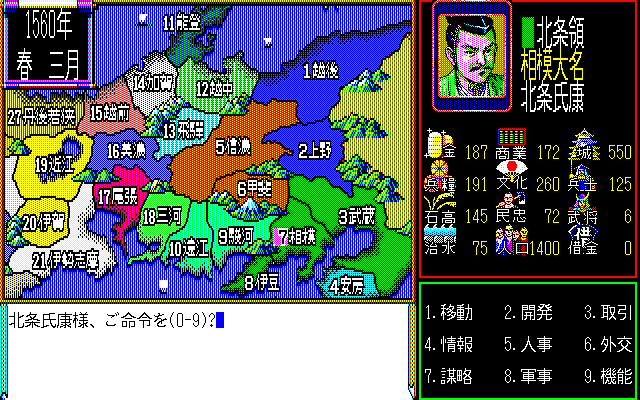 1560年
春 三月
11能登
1越後
14加賀
12越中
15越前
13飛騨
27丹後若狭
16美濃
5信濃
2上野
19近江
6甲斐
17尾張
3武蔵
18三河
20伊賀
10遠江
9駿河
7相模
21伊勢志摩
8伊豆
4安房
北条領
相模大名
北条氏康
金 187 商業 172 城 550
兵糧 191 文化 260 兵士 125
石高 145 民忠 72 武将 6
治水 75 人口1400 借金 0
北条氏康様、ご命令を(0-9)?
1.移動 2.開発 3.取引
4.情報 5.人事 6.外交
7.謀略 8.軍事 9.機能